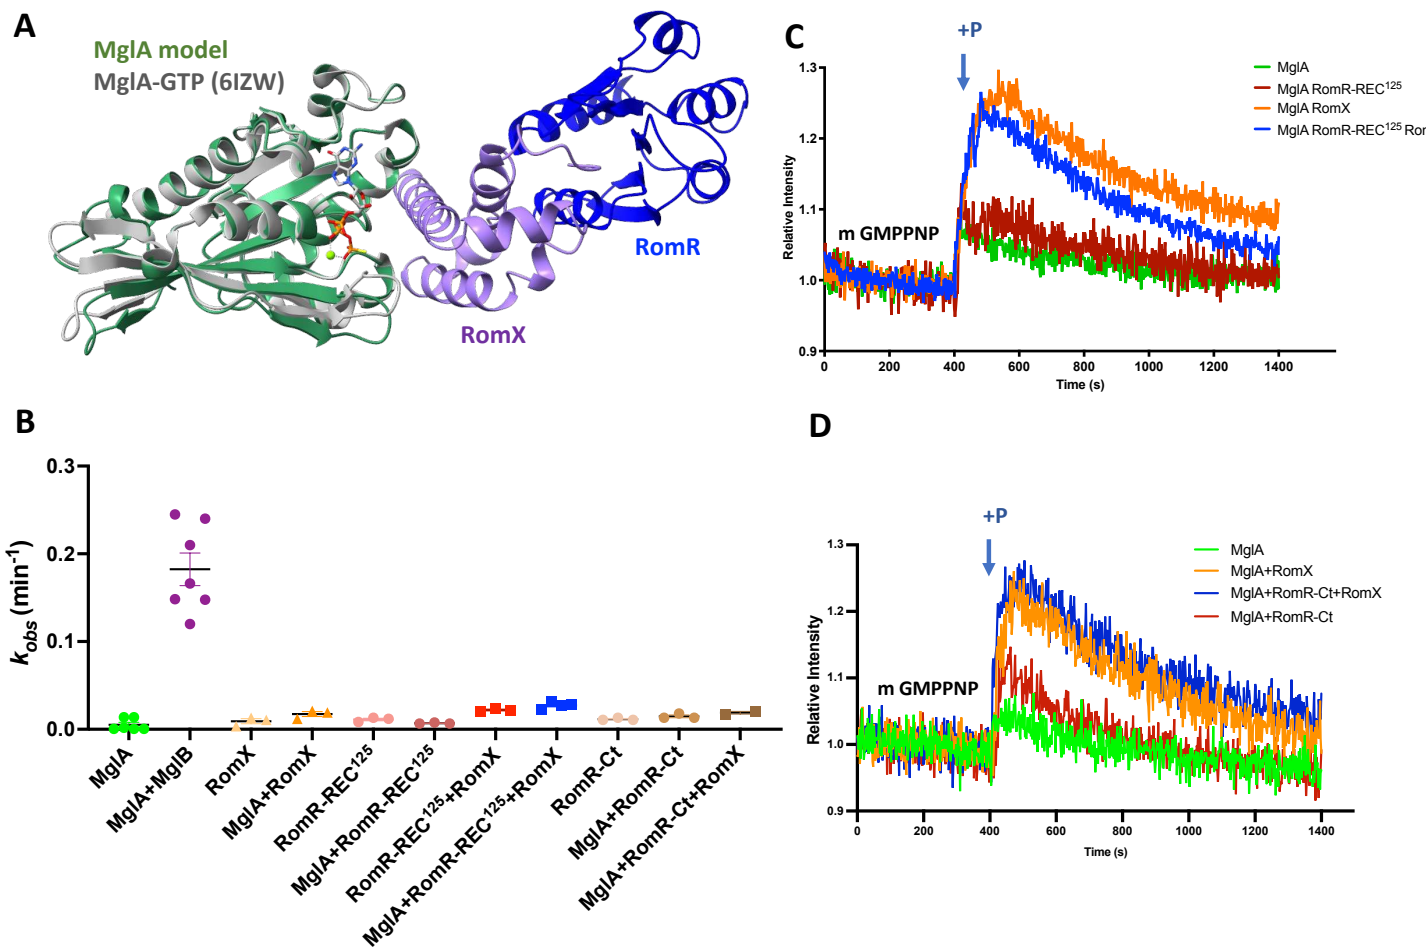 A
MglA model
MglA-GTP (6IZW)
RomR
RomX
B
0.3
0.2
0.1
0.0
kobs (min-1)
MglA
MglA+MglB
RomX
MglA+RomX
RomR-REC125
MglA+RomR-REC125
RomR-REC125+RomX
MglA+RomR-REC125+RomX
RomR-Ct
MglA+RomR-Ct
MglA+RomR-Ct+RomX
C
+P
1.3
1.2
1.1
1.0
0.9
Relative Intensity
m GMPPNP
0 200 400 600 800 1000 1200 1400
Time (s)
MglA
MglA RomR-REC125
MglA RomX
MglA RomR-REC125 Ror
D
+P
1.3
1.2
1.1
1.0
0.9
Relative Intensity
m GMPPNP
0 200 400 600 800 1000 1200 1400
Time (s)
MglA
MglA+RomX
MglA+RomR-Ct+RomX
MglA+RomR-Ct